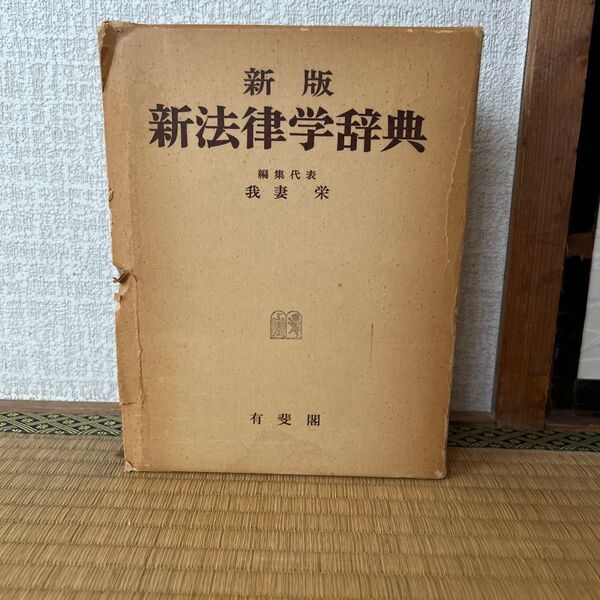 新版
新法律学辞典
編集代表
我妻 栄
有斐閣